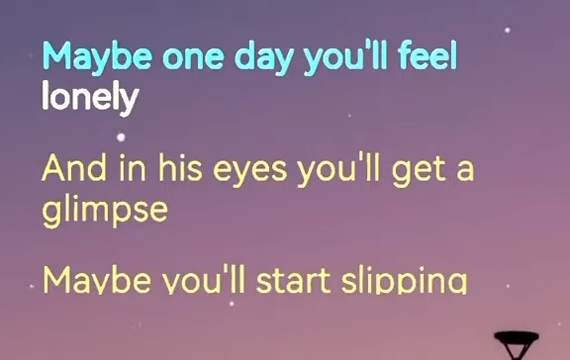 Maybe one day you'll feel
lonely
And in his eyes you'll get a
glimpse
Maybe you'll start slipping